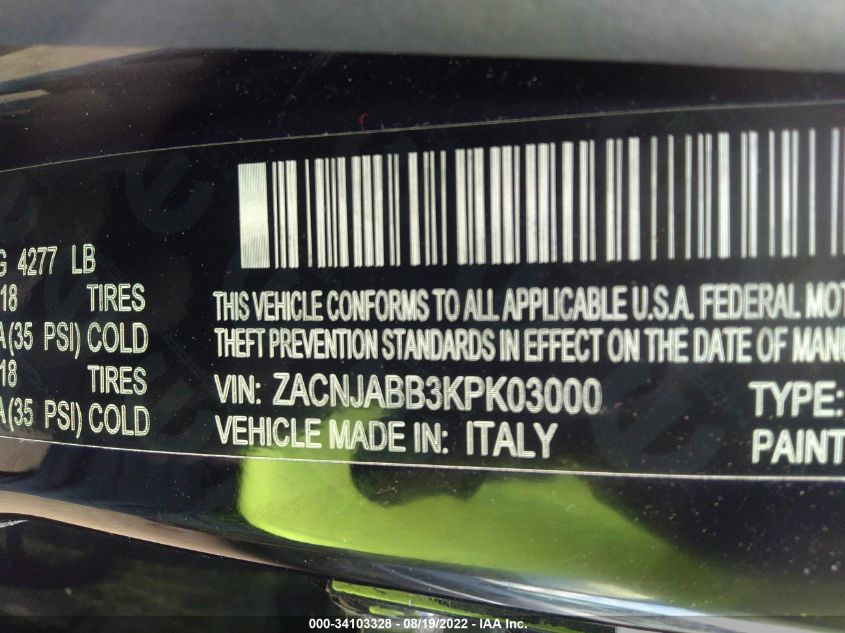 G 4277 LB
18 TIRES
A(35 PSI) COLD
18 TIRES
A(35 PSI) COLD
THIS VEHICLE CONFORMS TO ALL APPLICABLE U.S.A. FEDERAL MOT
THEFT PREVENTION STANDARDS IN EFFECT ON THE DATE OF MANU
VIN: ZACNJABB3KPK03000
TYPE:
VEHICLE MADE IN: ITALY
PAINT
000-34103328 - 08/19/2022 - IAA Inc.